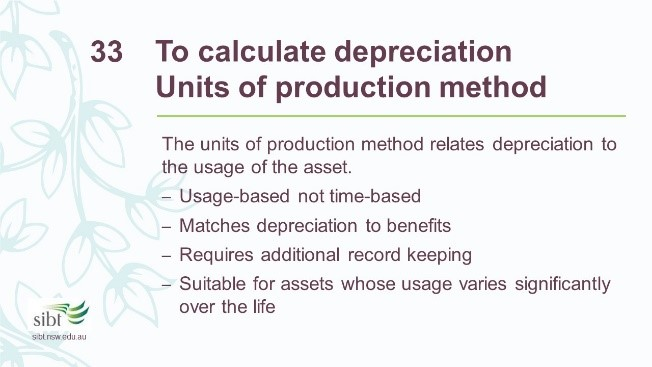 33 To calculate depreciation
Units of production method
The units of production method relates depreciation to
the usage of the asset.
– Usage-based not time-based
– Matches depreciation to benefits
– Requires additional record keeping
– Suitable for assets whose usage varies significantly
over the life
sibt
sibt.nsw.edu.au